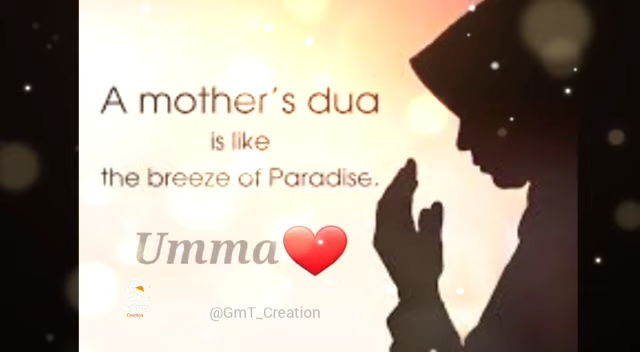 A mother's dua
is like
the breeze of Paradise.
Umma❤️
@GmT_Creation